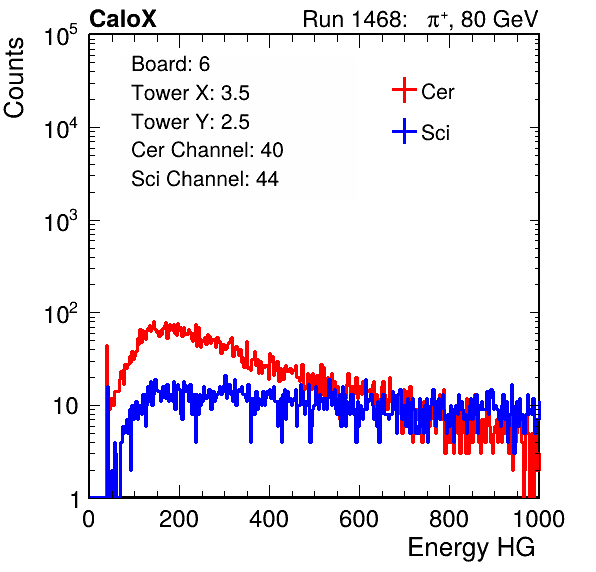 CaloX Run 1468: π⁺, 80 GeV
Counts
Board: 6
Tower X: 3.5
Tower Y: 2.5
Cer Channel: 40
Sci Channel: 44
Cer
Sci
10⁵
10⁴
10³
10²
10
1
0 200 400 600 800 1000
Energy HG